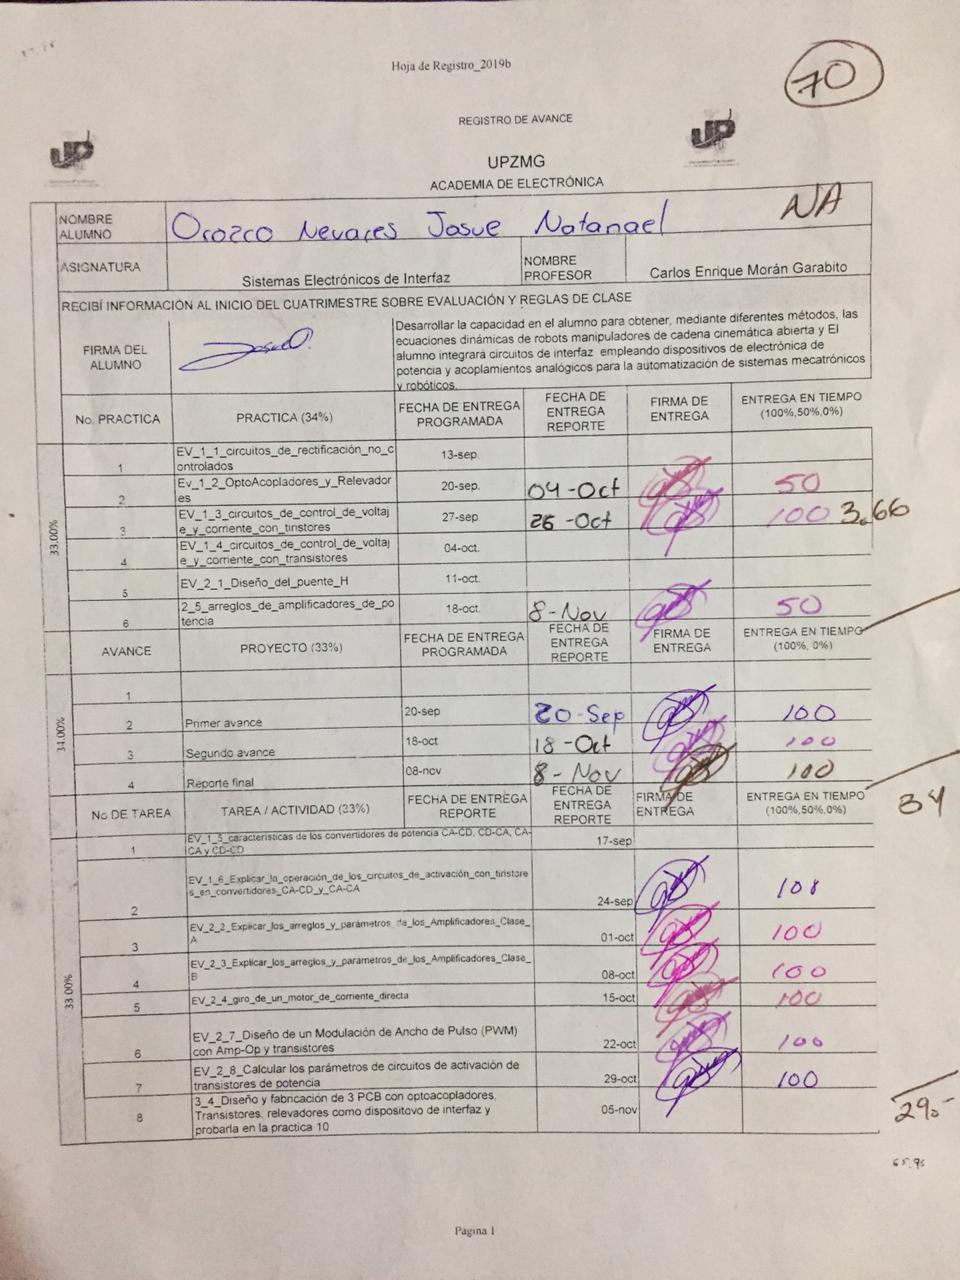 Hoja de Registro_2019b
70
REGISTRO DE AVANCE
UP
UP
UPZMG
ACADEMIA DE ELECTRÓNICA
NOMBRE ALUMNO Orozco Nevares Josue Natanael NA
ASIGNATURA Sistemas Electrónicos de Interfaz NOMBRE PROFESOR Carlos Enrique Morán Garabito
RECIBÍ INFORMACIÓN AL INICIO DEL CUATRIMESTRE SOBRE EVALUACIÓN Y REGLAS DE CLASE
FIRMA DEL ALUMNO
Desarrollar la capacidad en el alumno para obtener, mediante diferentes métodos, las
ecuaciones dinámicas de robots manipuladores de cadena cinemática abierta y El
alumno integrará circuitos de interfaz empleando dispositivos de electrónica de
potencia y acoplamientos analógicos para la automatización de sistemas mecatrónicos
y robóticos.
No. PRACTICA PRACTICA (34%) FECHA DE ENTREGA PROGRAMADA FECHA DE ENTREGA REPORTE FIRMA DE ENTREGA ENTREGA EN TIEMPO (100%,50%,0%)
33.00%
1 EV_1_1_circuitos_de_rectificación_no_controlados 13-sep
2 Ev_1_2_OptoAcopladores_y_Relevadores 20-sep. 04-Oct 50
3 EV_1_3_circuitos_de_control_de_voltaje_y_corriente_con_tiristores 27-sep 26-Oct 100 3.66
4 EV_1_4_circuitos_de_control_de_voltaje_y_corriente_con_transistores 04-oct.
5 EV_2_1_Diseño_del_puente_H 11-oct.
6 2_5_arreglos_de_amplificadores_de_potencia 18-oct. 8-Nov 50
AVANCE PROYECTO (33%) FECHA DE ENTREGA PROGRAMADA FECHA DE ENTREGA REPORTE FIRMA DE ENTREGA ENTREGA EN TIEMPO (100%, 0%)
34.00%
1
2 Primer avance 20-sep 20-Sep 100
3 Segundo avance 18-oct 18-Oct 100
4 Reporte final 08-nov 8-Nov 100
No DE TAREA TAREA / ACTIVIDAD (33%) FECHA DE ENTREGA REPORTE FECHA DE ENTREGA REPORTE FIRMA DE ENTREGA ENTREGA EN TIEMPO (100%,50%,0%) 34
33.00%
1 EV_1_5_características de los convertidores de potencia CA-CD, CD-CA, CA-CA y CD-CD 17-sep
2 EV_1_6_Explicar_la_operación_de_los_circuitos_de_activación_con_tiristores_en_convertidores_CA-CD_y_CA-CA 24-sep 100
3 EV_2_2_Explicar_los_arreglos_y_parámetros_de_los_Amplificadores_Clase_A 01-oct 100
4 EV_2_3_Explicar_los_arreglos_y_parametros_de_los_Amplificadores_Clase_B 08-oct 100
5 EV_2_4_giro_de_un_motor_de_corriente_directa 15-oct 100
6 EV_2_7_Diseño de un Modulación de Ancho de Pulso (PWM) con Amp-Op y transistores 22-oct 100
7 EV_2_8_Calcular los parámetros de circuitos de activación de transistores de potencia 29-oct 100
8 3_4_Diseño y fabricación de 3 PCB con optoacopladores, Transistores, relevadores como dispositovo de interfaz y probarla en la practica 10 05-nov
29.-
Pagina 1